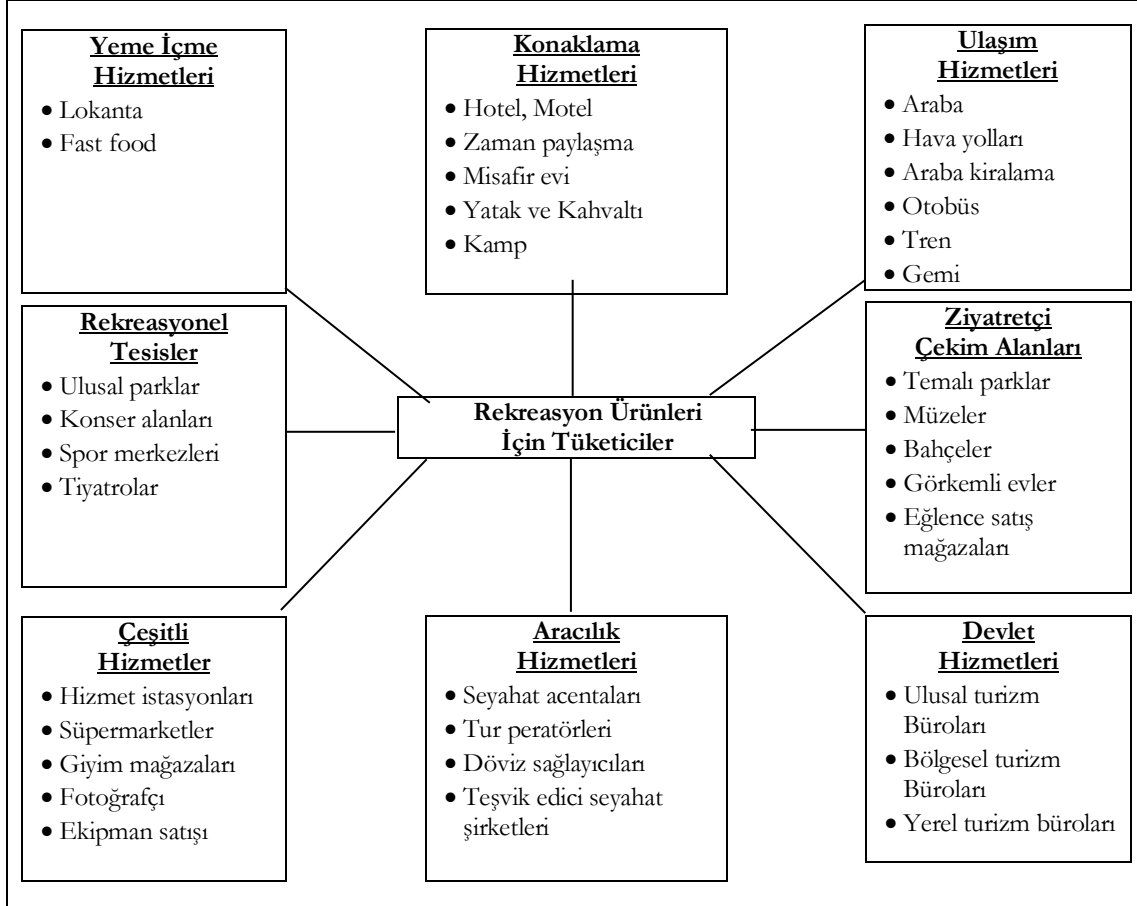 Yeme İçme
Hizmetleri
• Lokanta
• Fast food
Konaklama
Hizmetleri
• Hotel, Motel
• Zaman paylaşma
• Misafir evi
• Yatak ve Kahvaltı
• Kamp
Ulaşım
Hizmetleri
• Araba
• Hava yolları
• Araba kiralama
• Otobüs
• Tren
• Gemi
Rekreasyonel
Tesisler
• Ulusal parklar
• Konser alanları
• Spor merkezleri
• Tiyatrolar
Rekreasyon Ürünleri
İçin Tüketiciler
Ziyatretçi
Çekim Alanları
• Temalı parklar
• Müzeler
• Bahçeler
• Görkemli evler
• Eğlence satış
mağazaları
Çeşitli
Hizmetler
• Hizmet istasyonları
• Süpermarketler
• Giyim mağazaları
• Fotoğrafçı
• Ekipman satışı
Aracılık
Hizmetleri
• Seyahat acentaları
• Tur peratörleri
• Döviz sağlayıcıları
• Teşvik edici seyahat
şirketleri
Devlet
Hizmetleri
• Ulusal turizm
Büroları
• Bölgesel turizm
Büroları
• Yerel turizm büroları